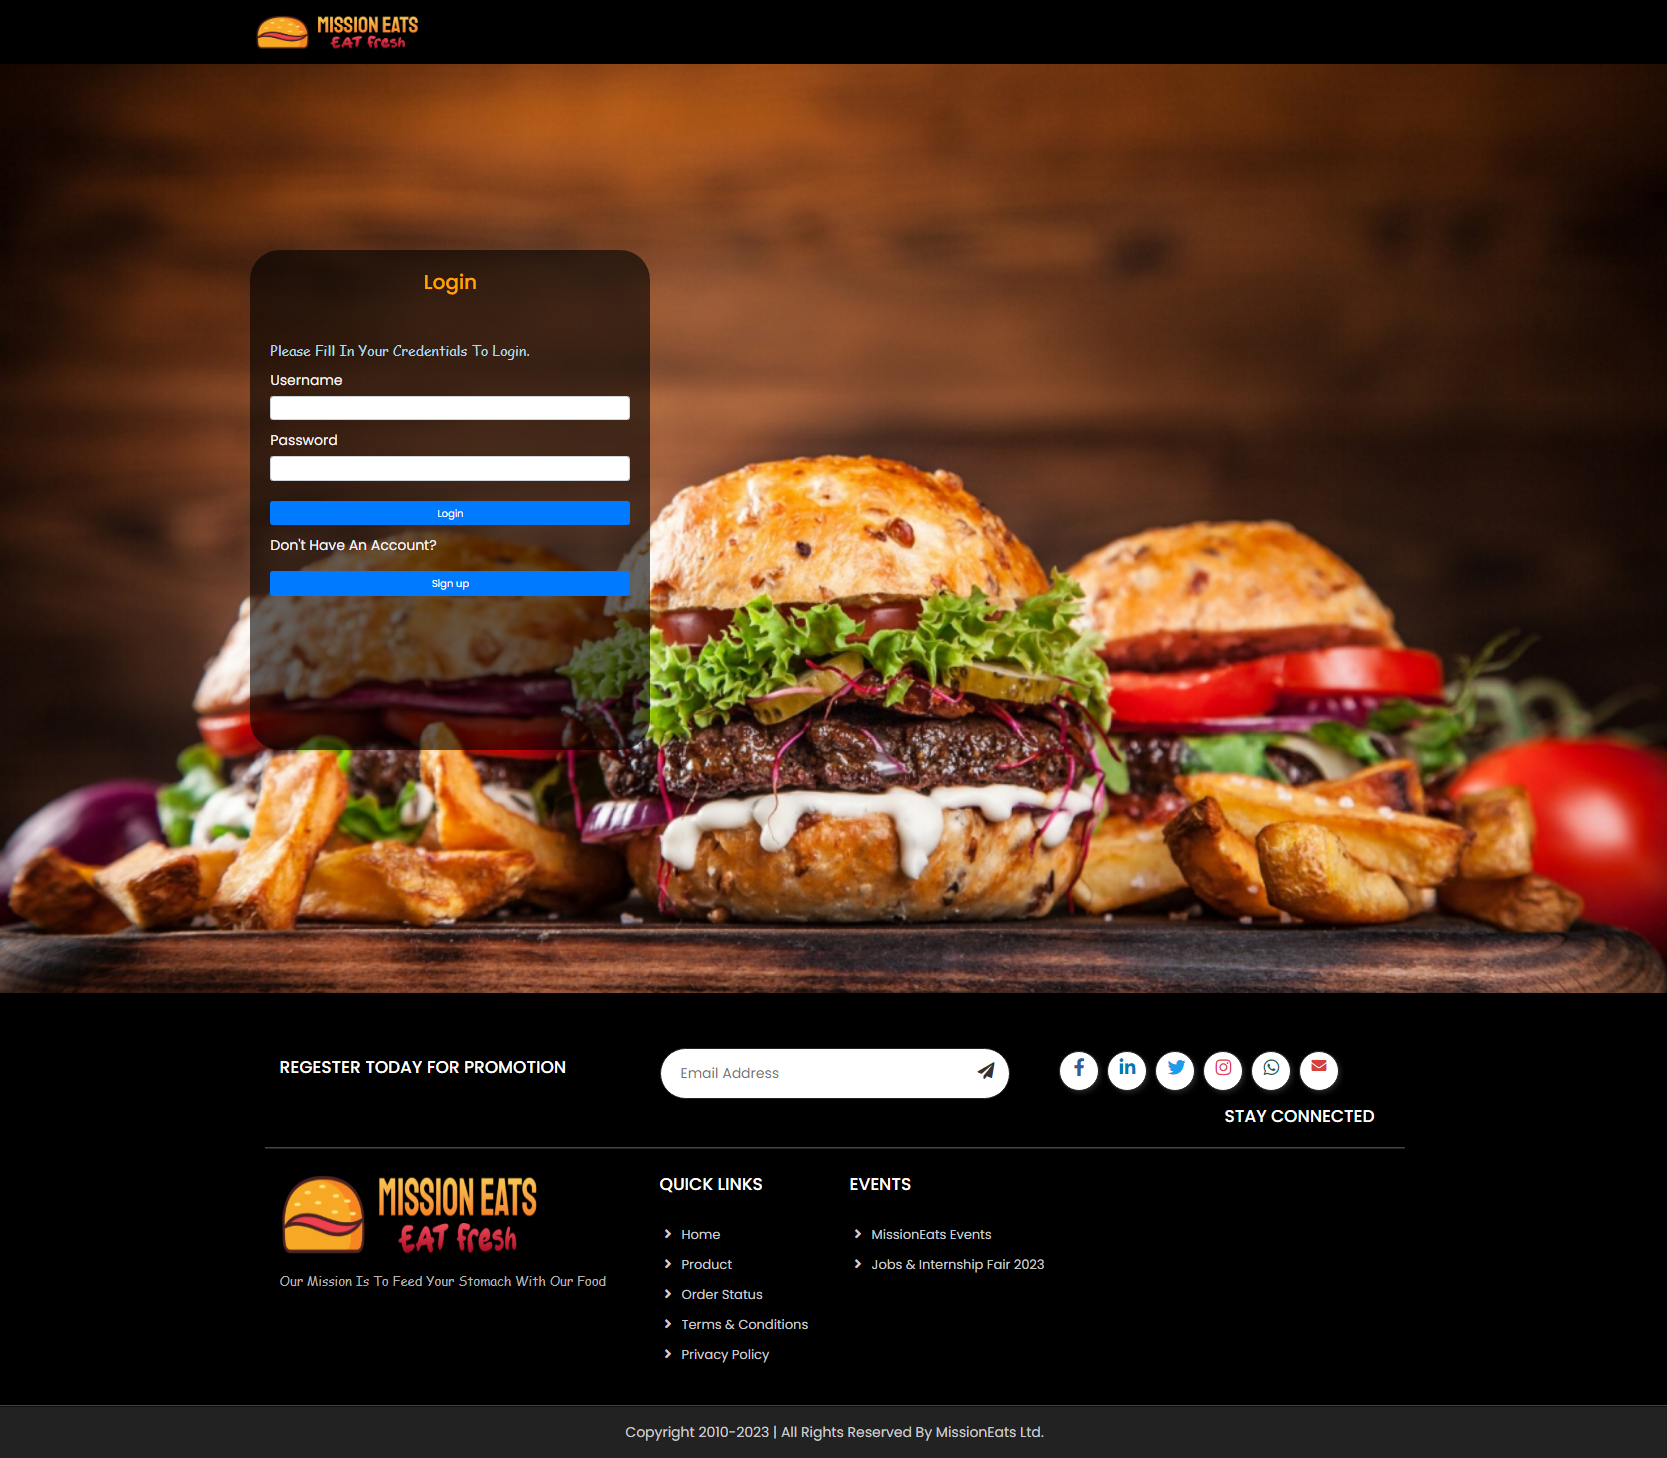 MISSION EATS
EAT fresh
Login
Please Fill In Your Credentials To Login.
Username
Password
Login
Don't Have An Account?
Sign up
REGESTER TODAY FOR PROMOTION
Email Address
STAY CONNECTED
MISSION EATS
EAT fresh
Our Mission Is To Feed Your Stomach With Our Food
QUICK LINKS
Home
Product
Order Status
Terms & Conditions
Privacy Policy
EVENTS
MissionEats Events
Jobs & Internship Fair 2023
Copyright 2010-2023 | All Rights Reserved By MissionEats Ltd.